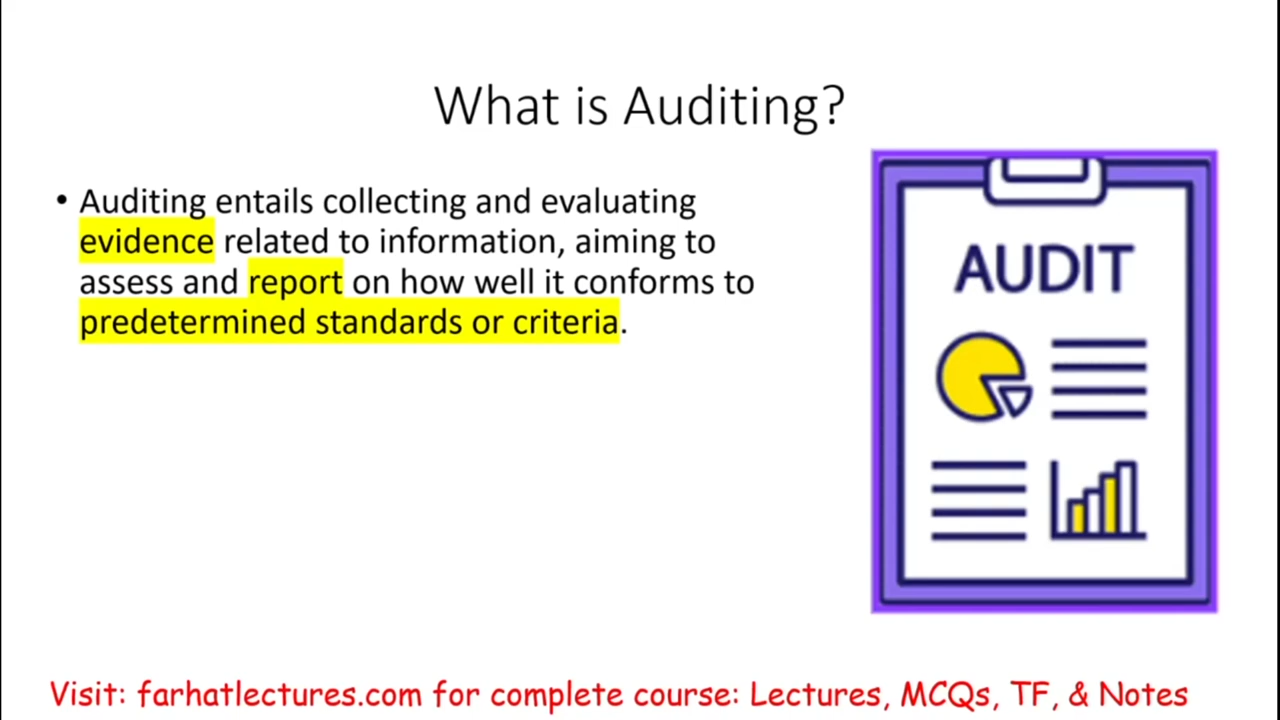 What is Auditing?
• Auditing entails collecting and evaluating
evidence related to information, aiming to
assess and report on how well it conforms to
predetermined standards or criteria.
AUDIT
Visit: farhatlectures.com for complete course: Lectures, MCQs, TF, & Notes